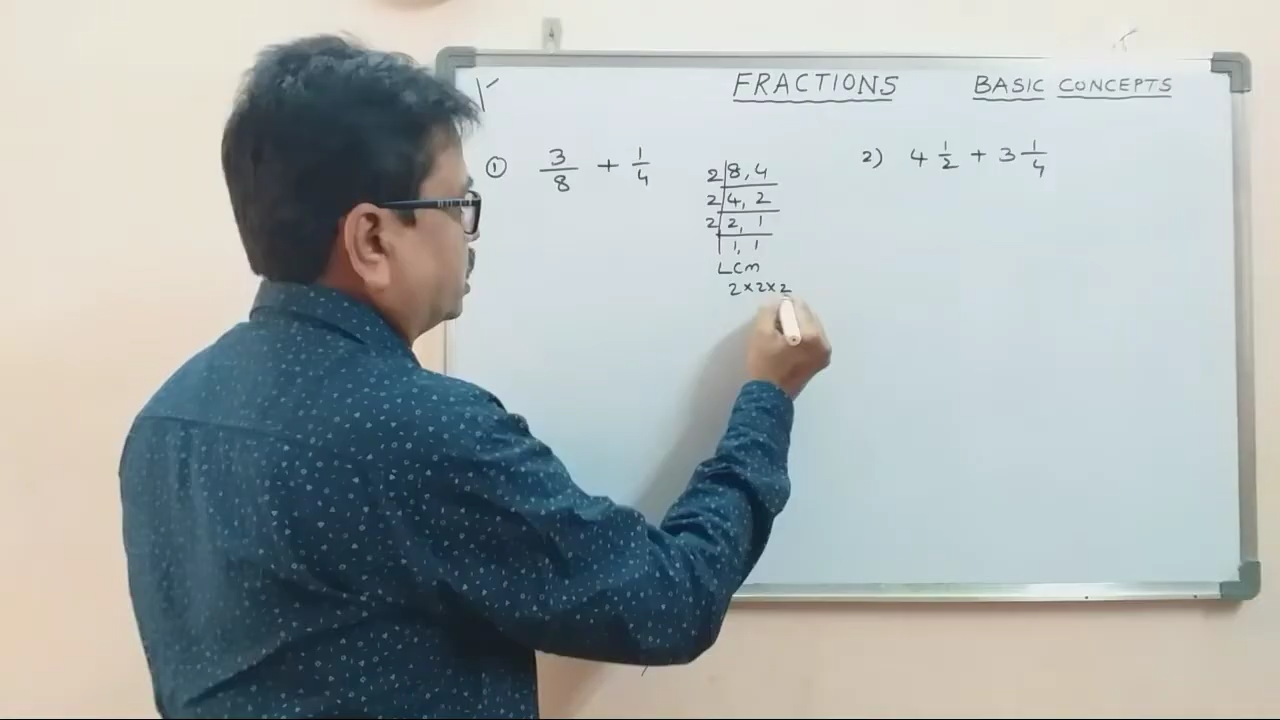 FRACTIONS BASIC CONCEPTS
① 3/8 + 1/4
2 | 8, 4
2 | 4, 2
2 | 2, 1
1, 1
LCM
2×2×2
2) 4 1/2 + 3 1/4